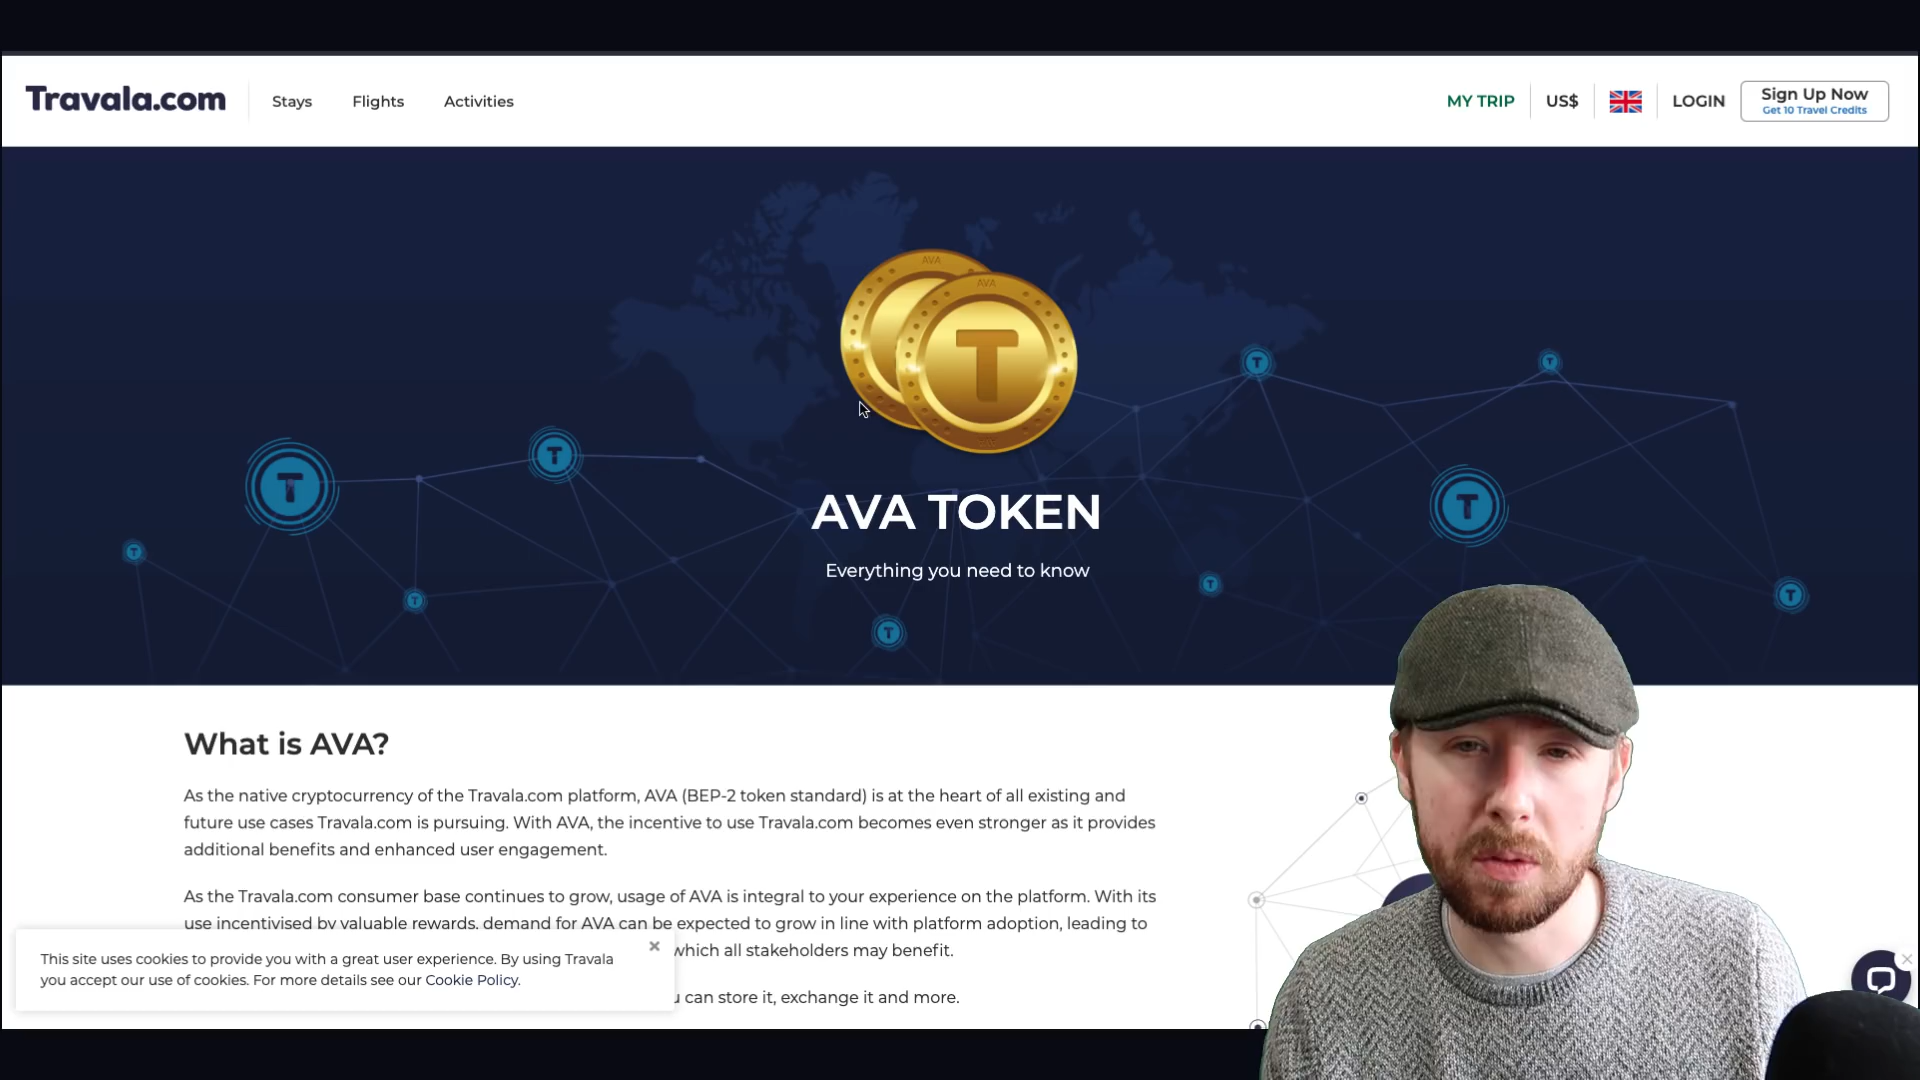 Travala.com
Stays
Flights
Activities
MY TRIP
US$
LOGIN
Sign Up Now
Get 10 Travel Credits
AVA
AVA
T
T
T
T
T
T
T
T
T
T
T
AVA TOKEN
Everything you need to know
What is AVA?
As the native cryptocurrency of the Travala.com platform, AVA (BEP-2 token standard) is at the heart of all existing and
future use cases Travala.com is pursuing. With AVA, the incentive to use Travala.com becomes even stronger as it provides
additional benefits and enhanced user engagement.
As the Travala.com consumer base continues to grow, usage of AVA is integral to your experience on the platform. With its
use incentivised by valuable rewards, demand for AVA can be expected to grow in line with platform adoption, leading to
which all stakeholders may benefit.
can store it, exchange it and more.
This site uses cookies to provide you with a great user experience. By using Travala
you accept our use of cookies. For more details see our Cookie Policy.